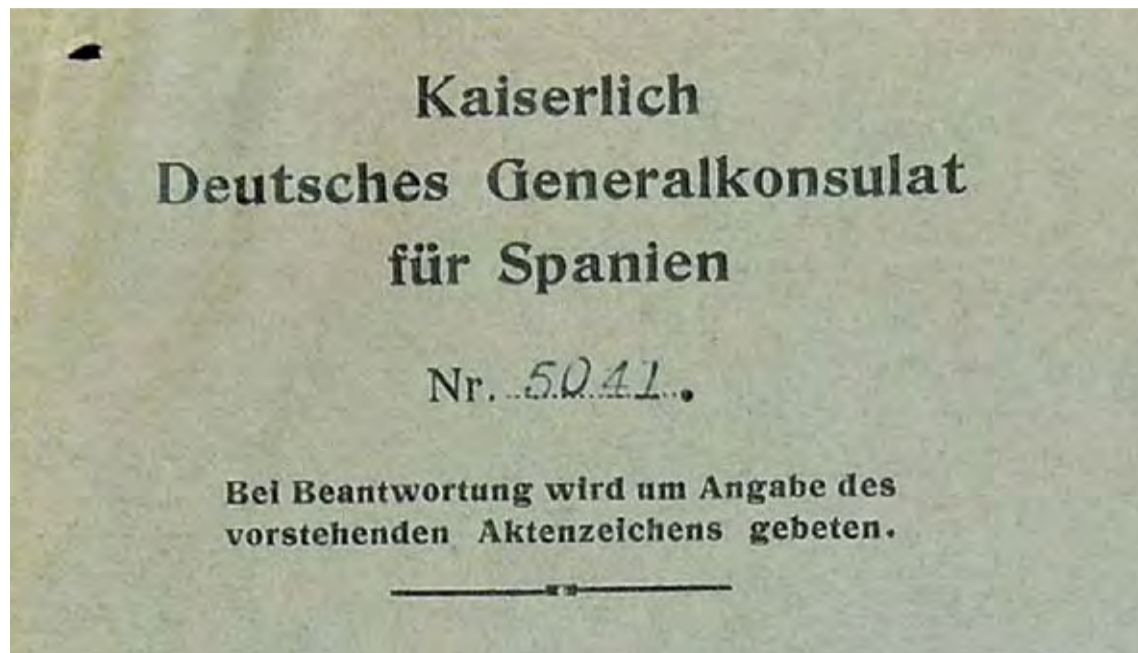 Kaiserlich
Deutsches Generalkonsulat
für Spanien
Nr. 5041.
Bei Beantwortung wird um Angabe des
vorstehenden Aktenzeichens gebeten.